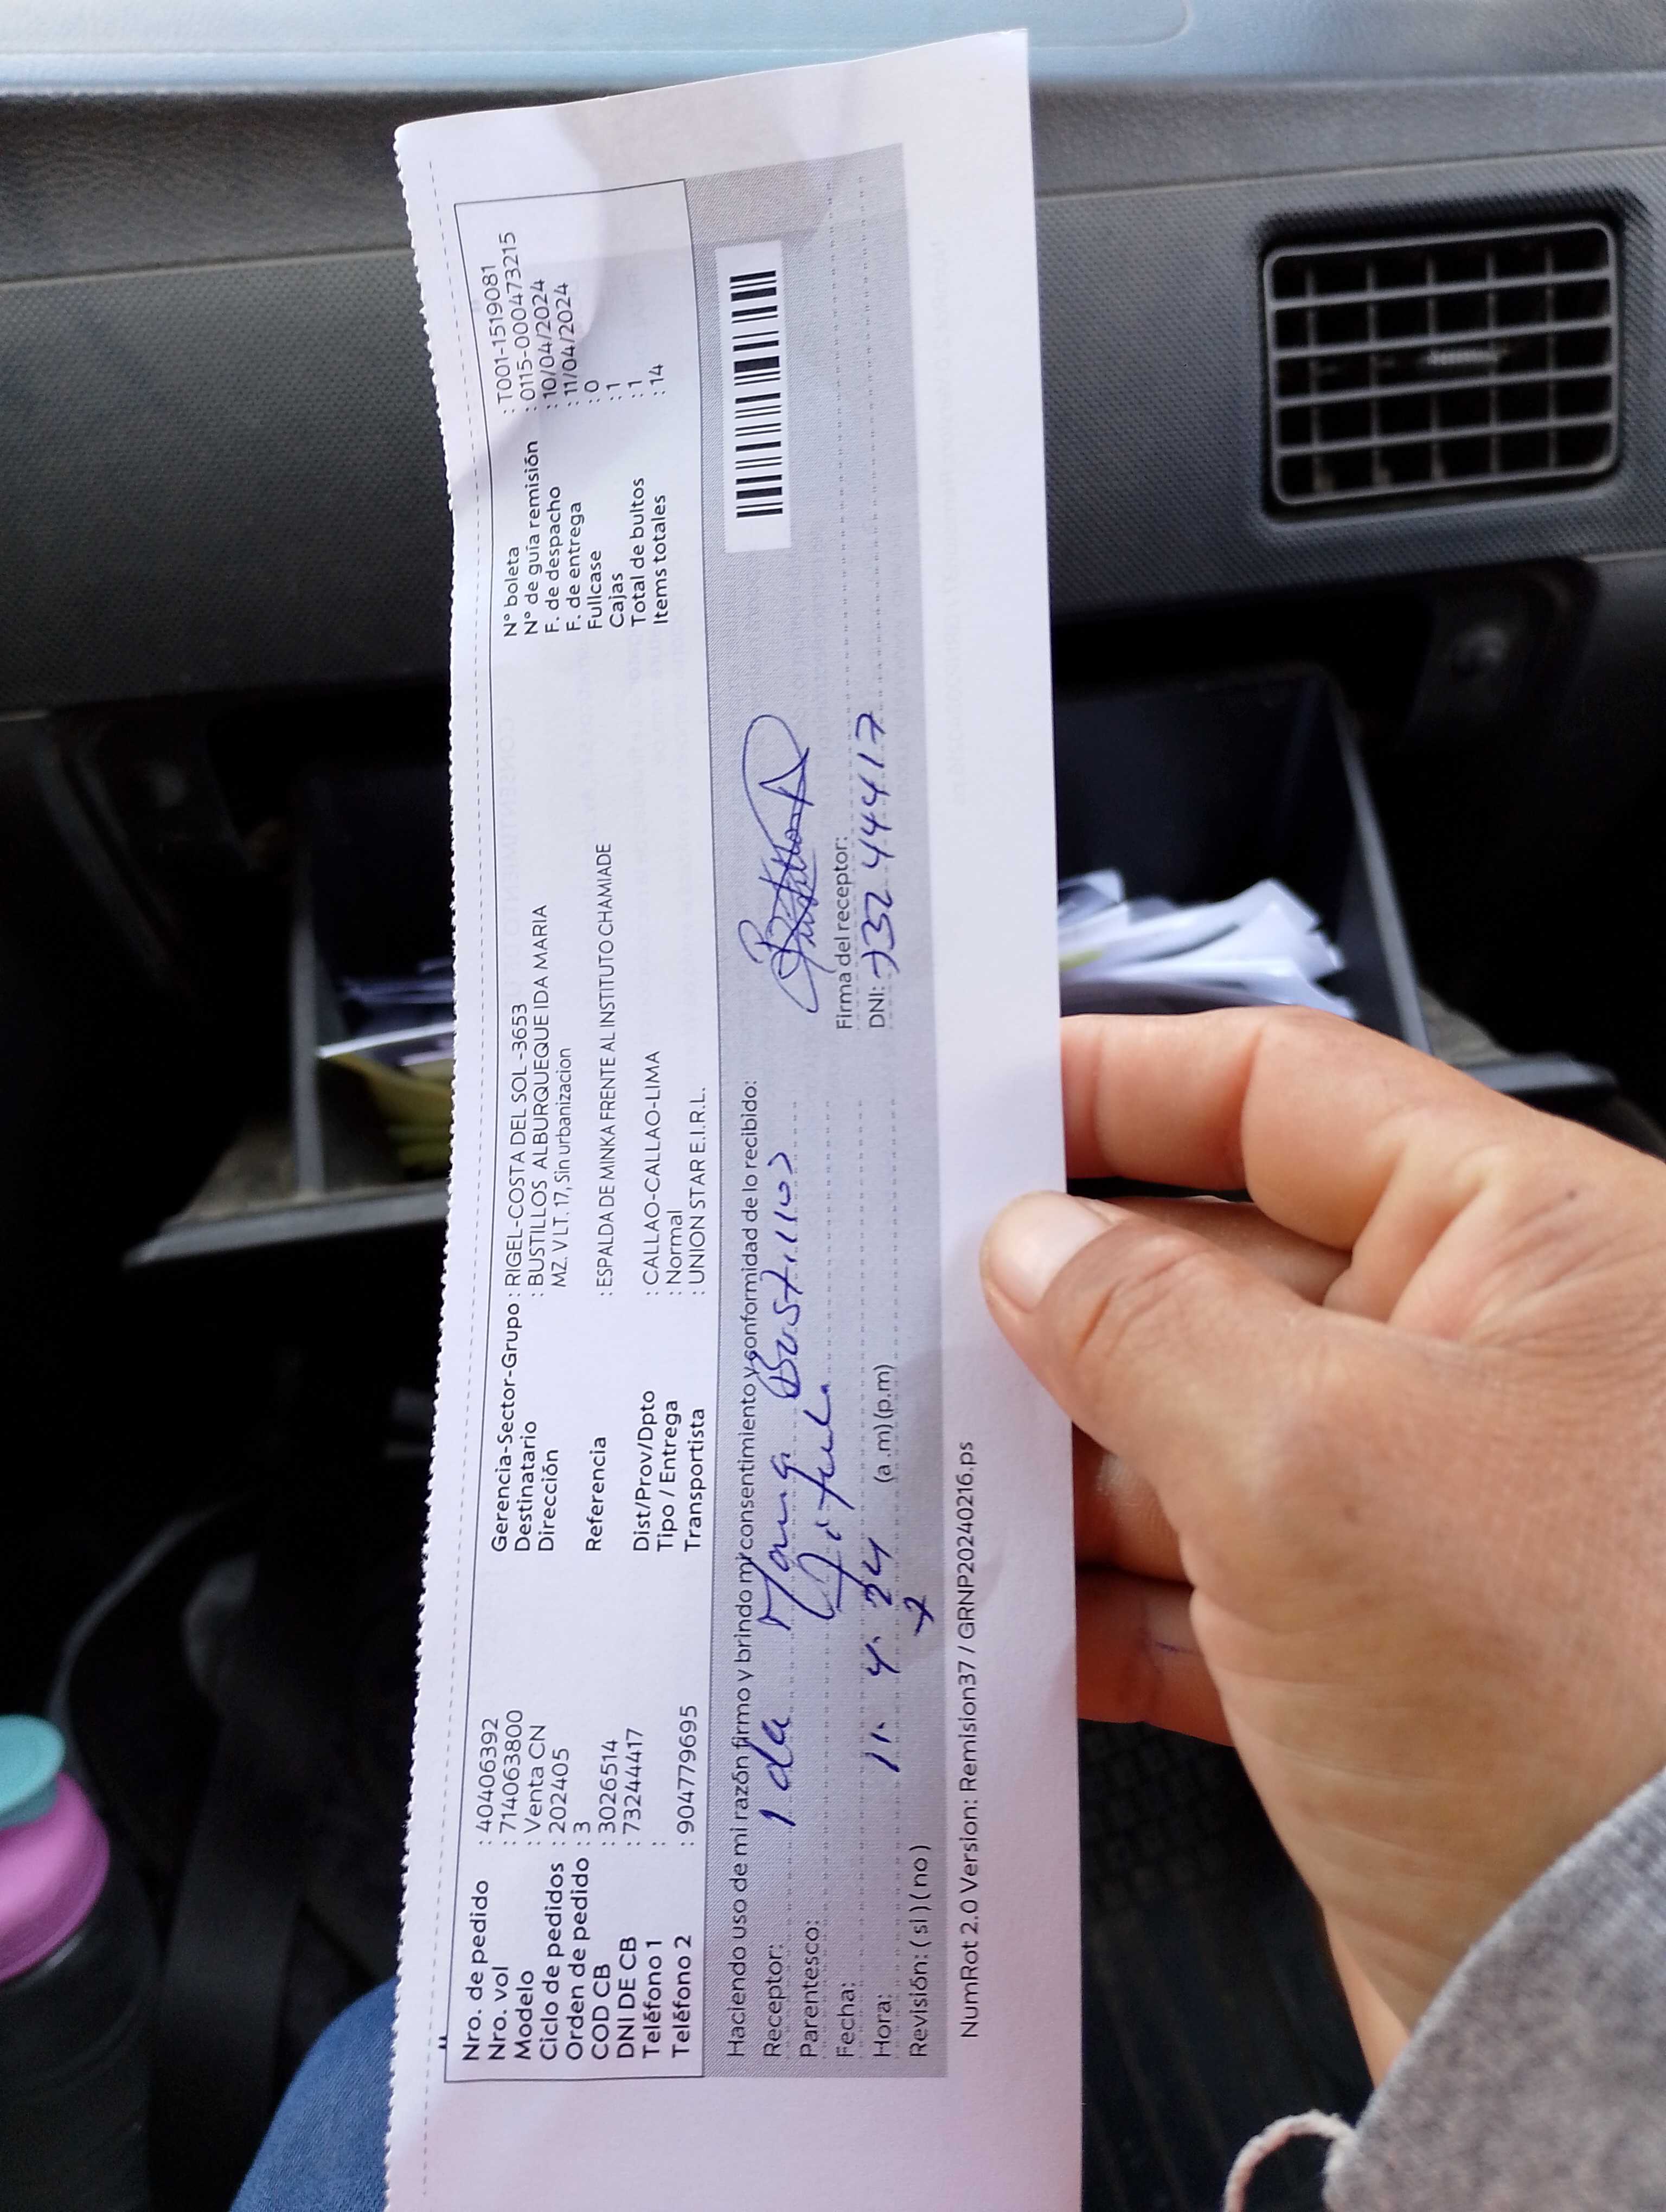 Nro. de pedido : 40406392
Nro. vol : 714063800
Modelo : Venta CN
Ciclo de pedidos : 202405
Orden de pedido : 3
COD CB : 3026514
DNI DE CB : 73244417
Teléfono 1 :
Teléfono 2 : 904779695
Gerencia-Sector-Grupo : RIGEL-COSTA DEL SOL -3653
Destinatario : BUSTILLOS ALBURQUEQUE IDA MARIA
Dirección MZ. V LT. 17, Sin urbanizacion
Referencia : ESPALDA DE MINKA FRENTE AL INSTITUTO CHAMIADE
Dist/Prov/Dpto : CALLAO-CALLAO-LIMA
Tipo / Entrega : Normal
Transportista : UNION STAR E.I.R.L.
N° boleta : T001-1519081
N° de guía remisión : 0115-0000473215
F. de despacho : 10/04/2024
F. de entrega : 11/04/2024
Fullcase : 0
Cajas : 1
Total de bultos : 1
Items totales : 14
Haciendo uso de mi razón firmo y brindo mi consentimiento y conformidad de lo recibido:
Receptor: Ida Maria Bustillos
Parentesco:
Fecha: 11. 4. 24
Hora: (a .m) (p.m)
Revisión: ( si ) ( no )
Firma del receptor:
DNI: 73244417
NumRot 2.0 Version: Remision37 / GRNP20240216.ps